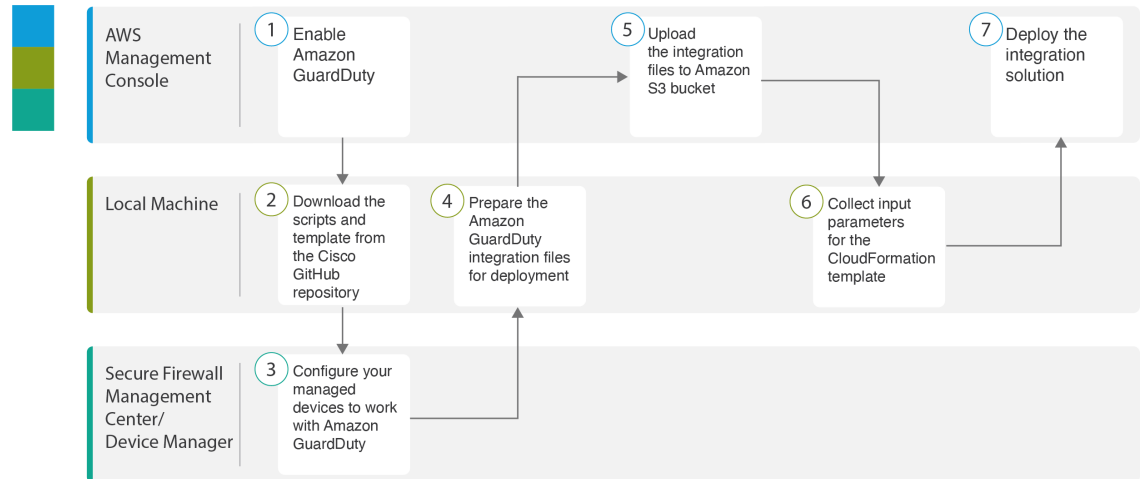 AWS
Management
Console
1
Enable
Amazon
GuardDuty
5
Upload
the integration
files to Amazon
S3 bucket
7
Deploy the
integration
solution
Local Machine
2
Download the
scripts and
template from
the Cisco
GitHub
repository
4
Prepare the
Amazon
GuardDuty
integration files
for deployment
6
Collect input
parameters
for the
CloudFormation
template
Secure Firewall
Management
Center/
Device Manager
3
Configure your
managed
devices to work
with Amazon
GuardDuty